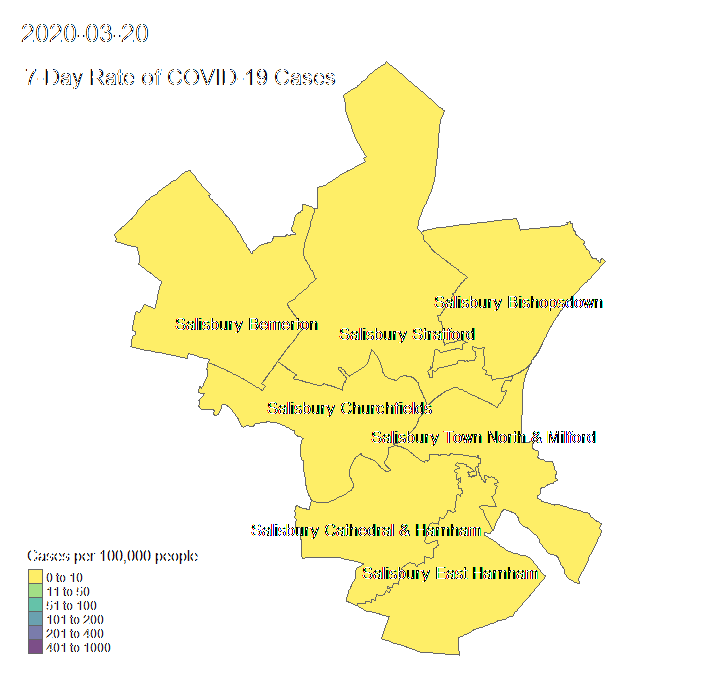 2020-03-20
7-Day Rate of COVID-19 Cases
Salisbury Bishopsdown
Salisbury Bemerton
Salisbury Stratford
Salisbury Churchfields
Salisbury Town North & Milford
Salisbury Cathedral & Harnham
Salisbury East Harnham
Cases per 100,000 people
0 to 10
11 to 50
51 to 100
101 to 200
201 to 400
401 to 1000